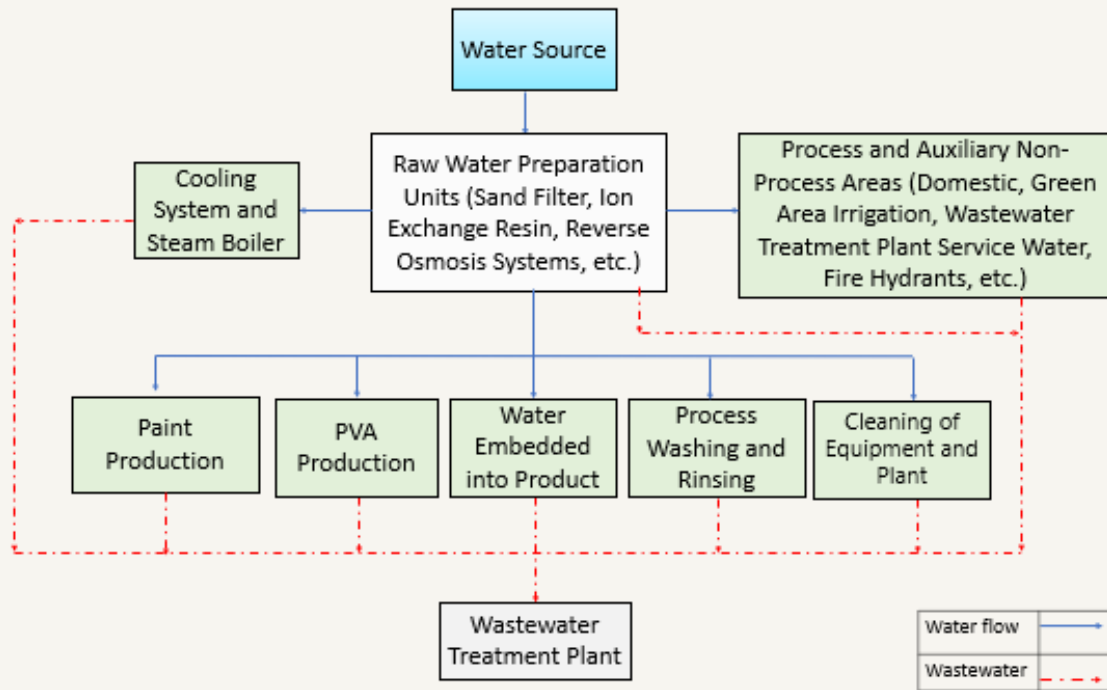 Water Source
Raw Water Preparation
Units (Sand Filter, Ion
Exchange Resin, Reverse
Osmosis Systems, etc.)
Cooling
System and
Steam Boiler
Process and Auxiliary Non-
Process Areas (Domestic, Green
Area Irrigation, Wastewater
Treatment Plant Service Water,
Fire Hydrants, etc.)
Paint
Production
PVA
Production
Water
Embedded
into Product
Process
Washing and
Rinsing
Cleaning of
Equipment and
Plant
Wastewater
Treatment Plant
Water flow
Wastewater